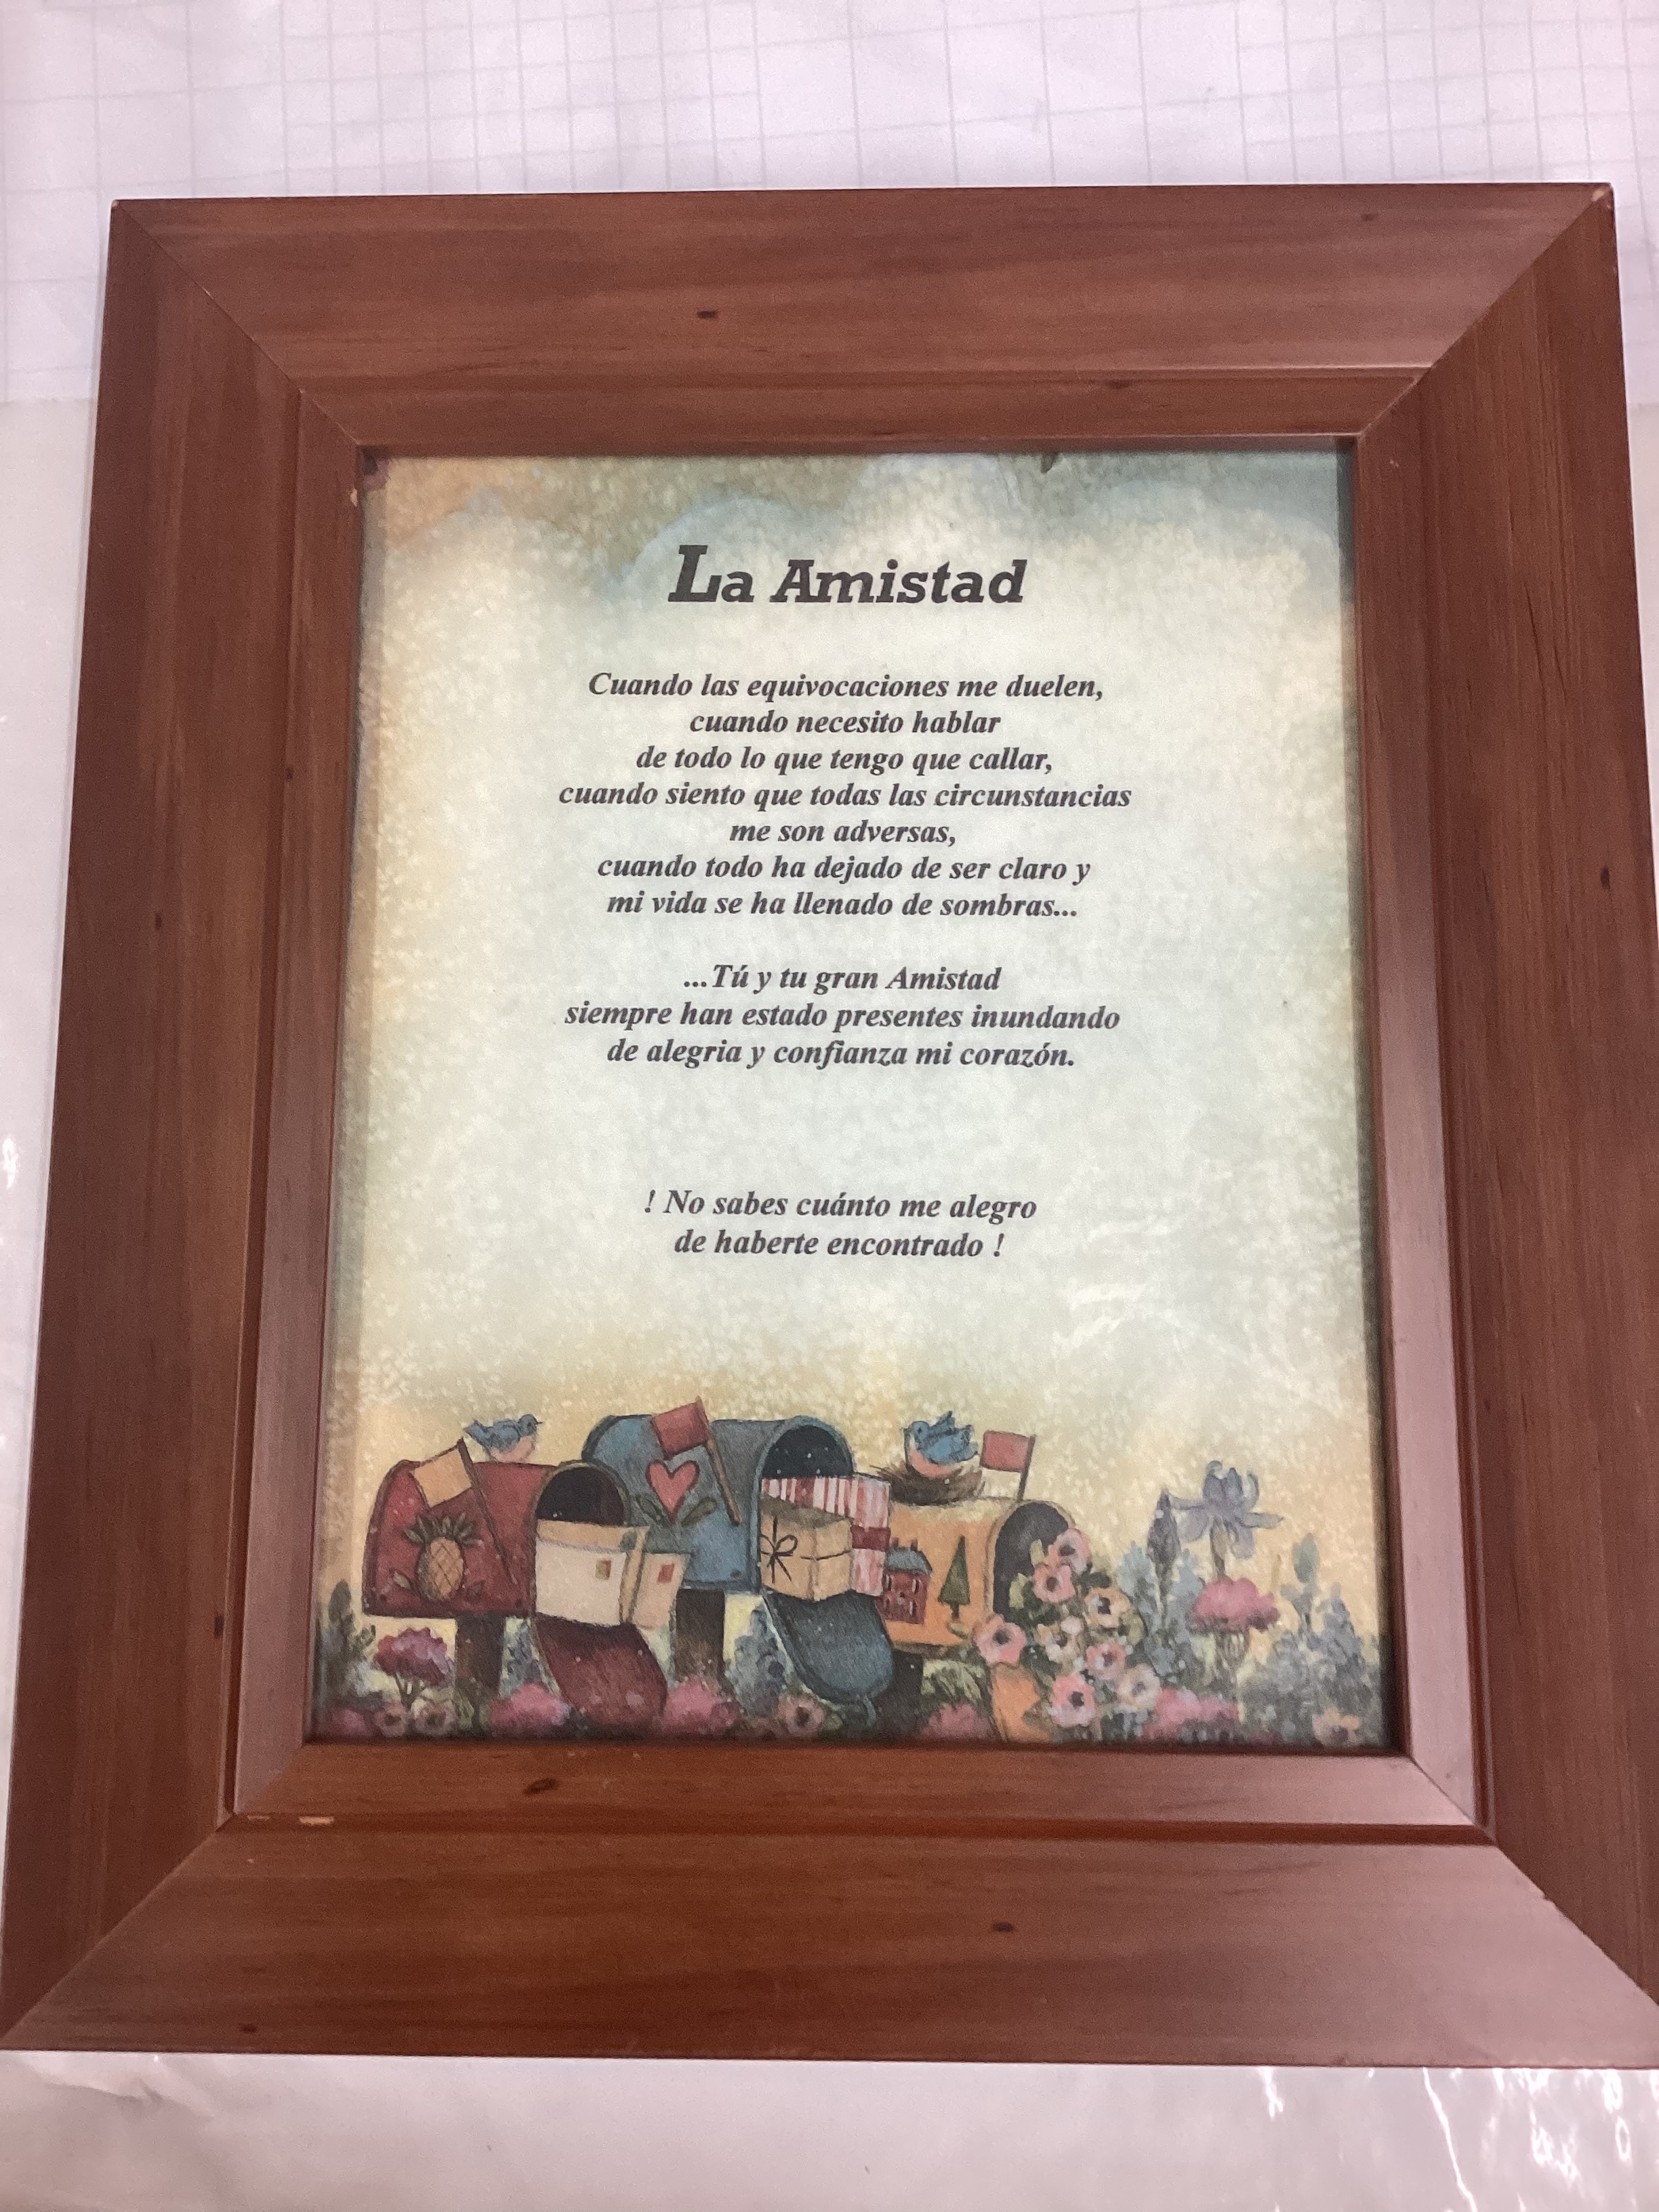 La Amistad
Cuando las equivocaciones me duelen,
cuando necesito hablar
de todo lo que tengo que callar,
cuando siento que todas las circunstancias
me son adversas,
cuando todo ha dejado de ser claro y
mi vida se ha llenado de sombras...
...Tú y tu gran Amistad
siempre han estado presentes inundando
de alegria y confianza mi corazón.
! No sabes cuánto me alegro
de haberte encontrado !